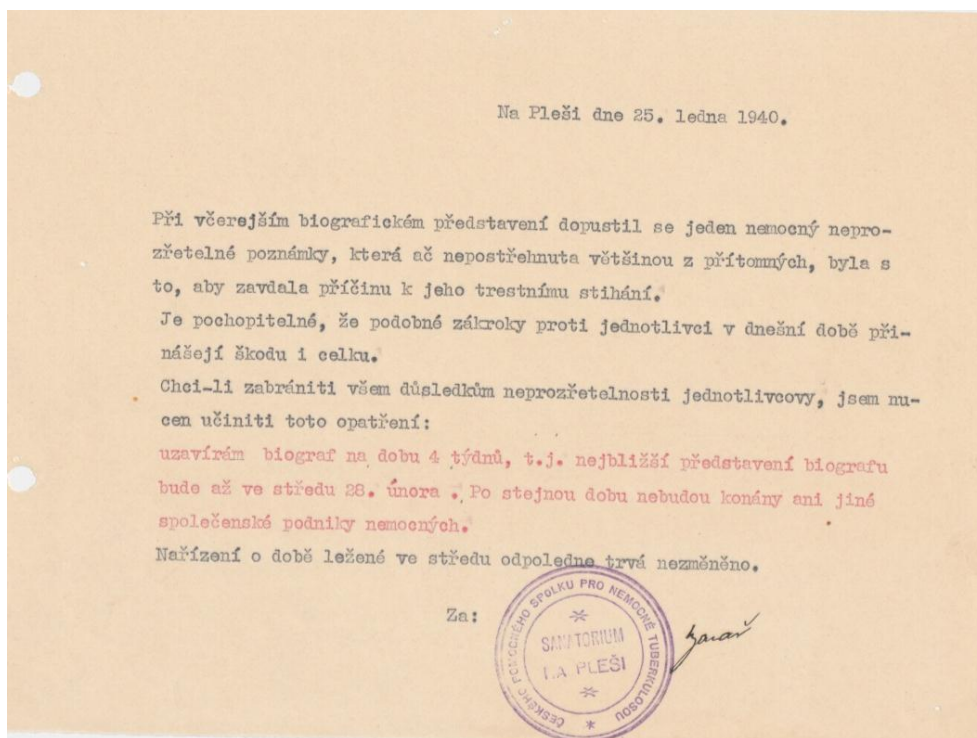 Na Pleši dne 25. ledna 1940.
Při včerejším biografickém představení dopustil se jeden nemocný nepro-
zřetelné poznámky, která ač nepostřehnuta většinou z přítomných, byla s
to, aby zavdala příčinu k jeho trestnímu stihání.
Je pochopitelné, že podobné zákroky proti jednotlivci v dnešní době při-
nášejí škodu i celku.
Chci-li zabrániti všem důsledkům neprozřetelnosti jednotlivcovy, jsem nu-
cen učiniti toto opatření:
uzavírám biograf na dobu 4 týdnů, t.j. nejbližší představení biografu
bude až ve středu 28. února . Po stejnou dobu nebudou konány ani jiné
společenské podniky nemocných.
Nařízení o době ležené ve středu odpoledne trvá nezměněno.
Za:
ČESKÉHO POMOCNÉHO SPOLKU PRO NEMOCNÉ TUBERKULOSOU
SANATORIUM
NA PLEŠI